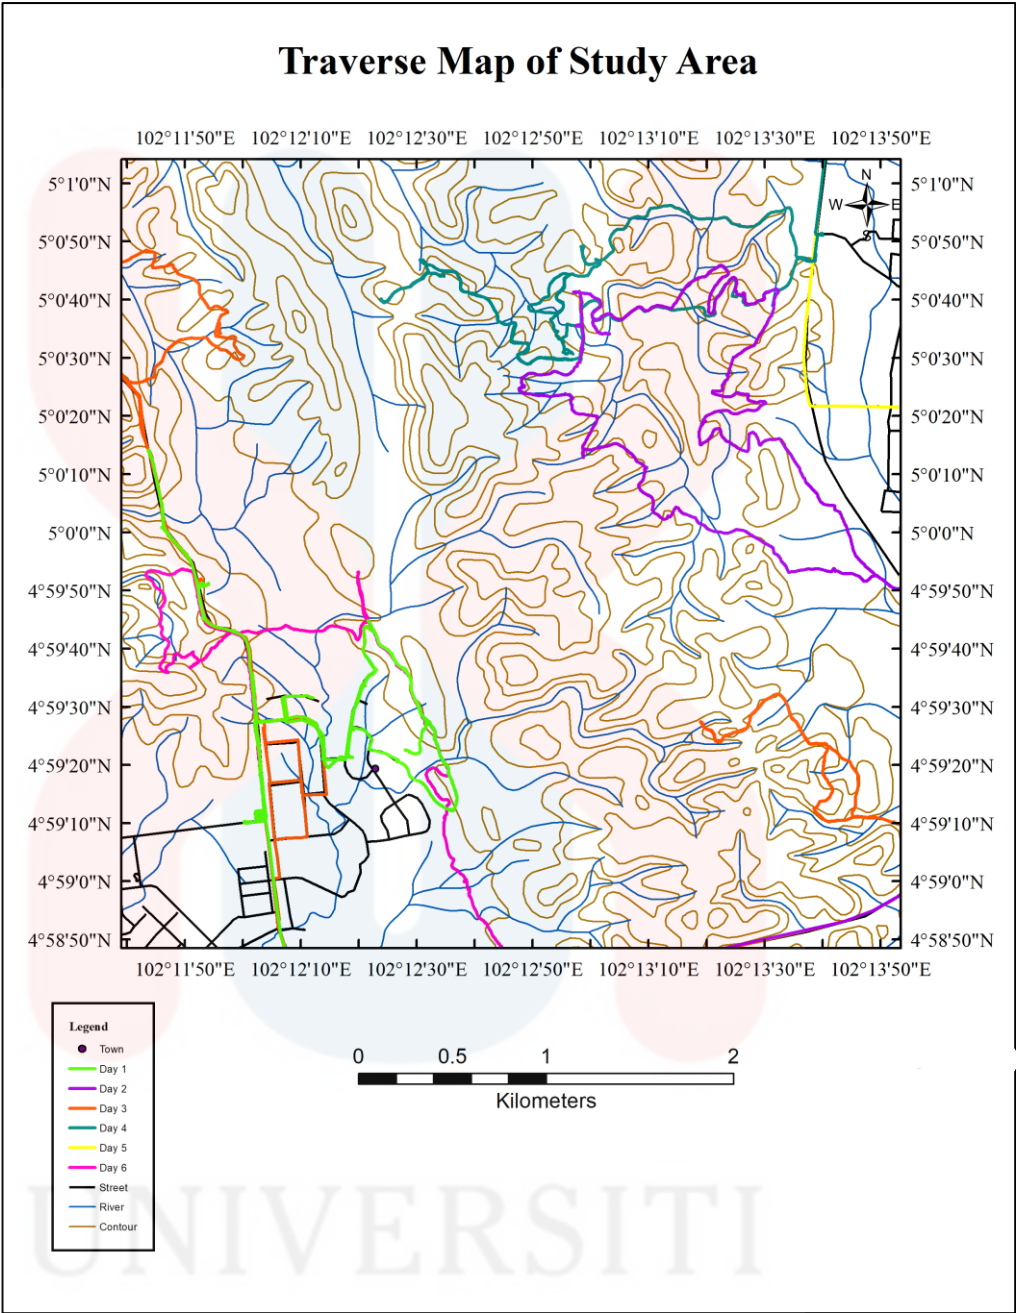 Traverse Map of Study Area
102°11'50"E 102°12'10"E 102°12'30"E 102°12'50"E 102°13'10"E 102°13'30"E 102°13'50"E
5°1'0"N 5°1'0"N
N
W E
S
5°0'50"N 5°0'50"N
5°0'40"N 5°0'40"N
5°0'30"N 5°0'30"N
5°0'20"N 5°0'20"N
5°0'10"N 5°0'10"N
5°0'0"N 5°0'0"N
4°59'50"N 4°59'50"N
4°59'40"N 4°59'40"N
4°59'30"N 4°59'30"N
4°59'20"N 4°59'20"N
4°59'10"N 4°59'10"N
4°59'0"N 4°59'0"N
4°58'50"N 4°58'50"N
102°11'50"E 102°12'10"E 102°12'30"E 102°12'50"E 102°13'10"E 102°13'30"E 102°13'50"E
Legend
Town
Day 1
Day 2
Day 3
Day 4
Day 5
Day 6
Street
River
Contour
0 0.5 1 2
Kilometers
UNIVERSITI